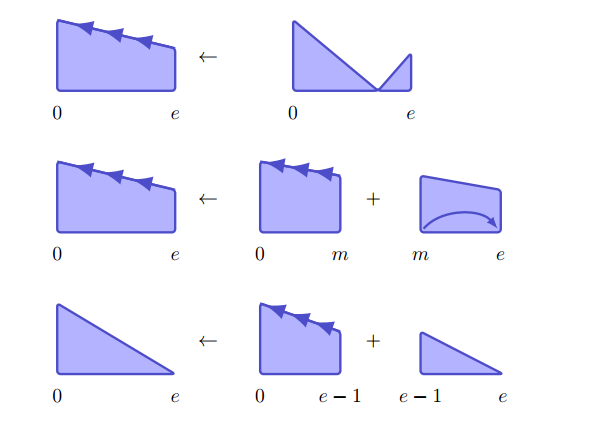 ←
0 e 0 e
← +
0 e 0 m m e
← +
0 e 0 e − 1 e − 1 e